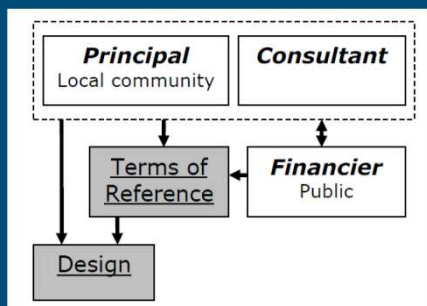 Principal
Local community
Consultant
Terms of
Reference
Financier
Public
Design